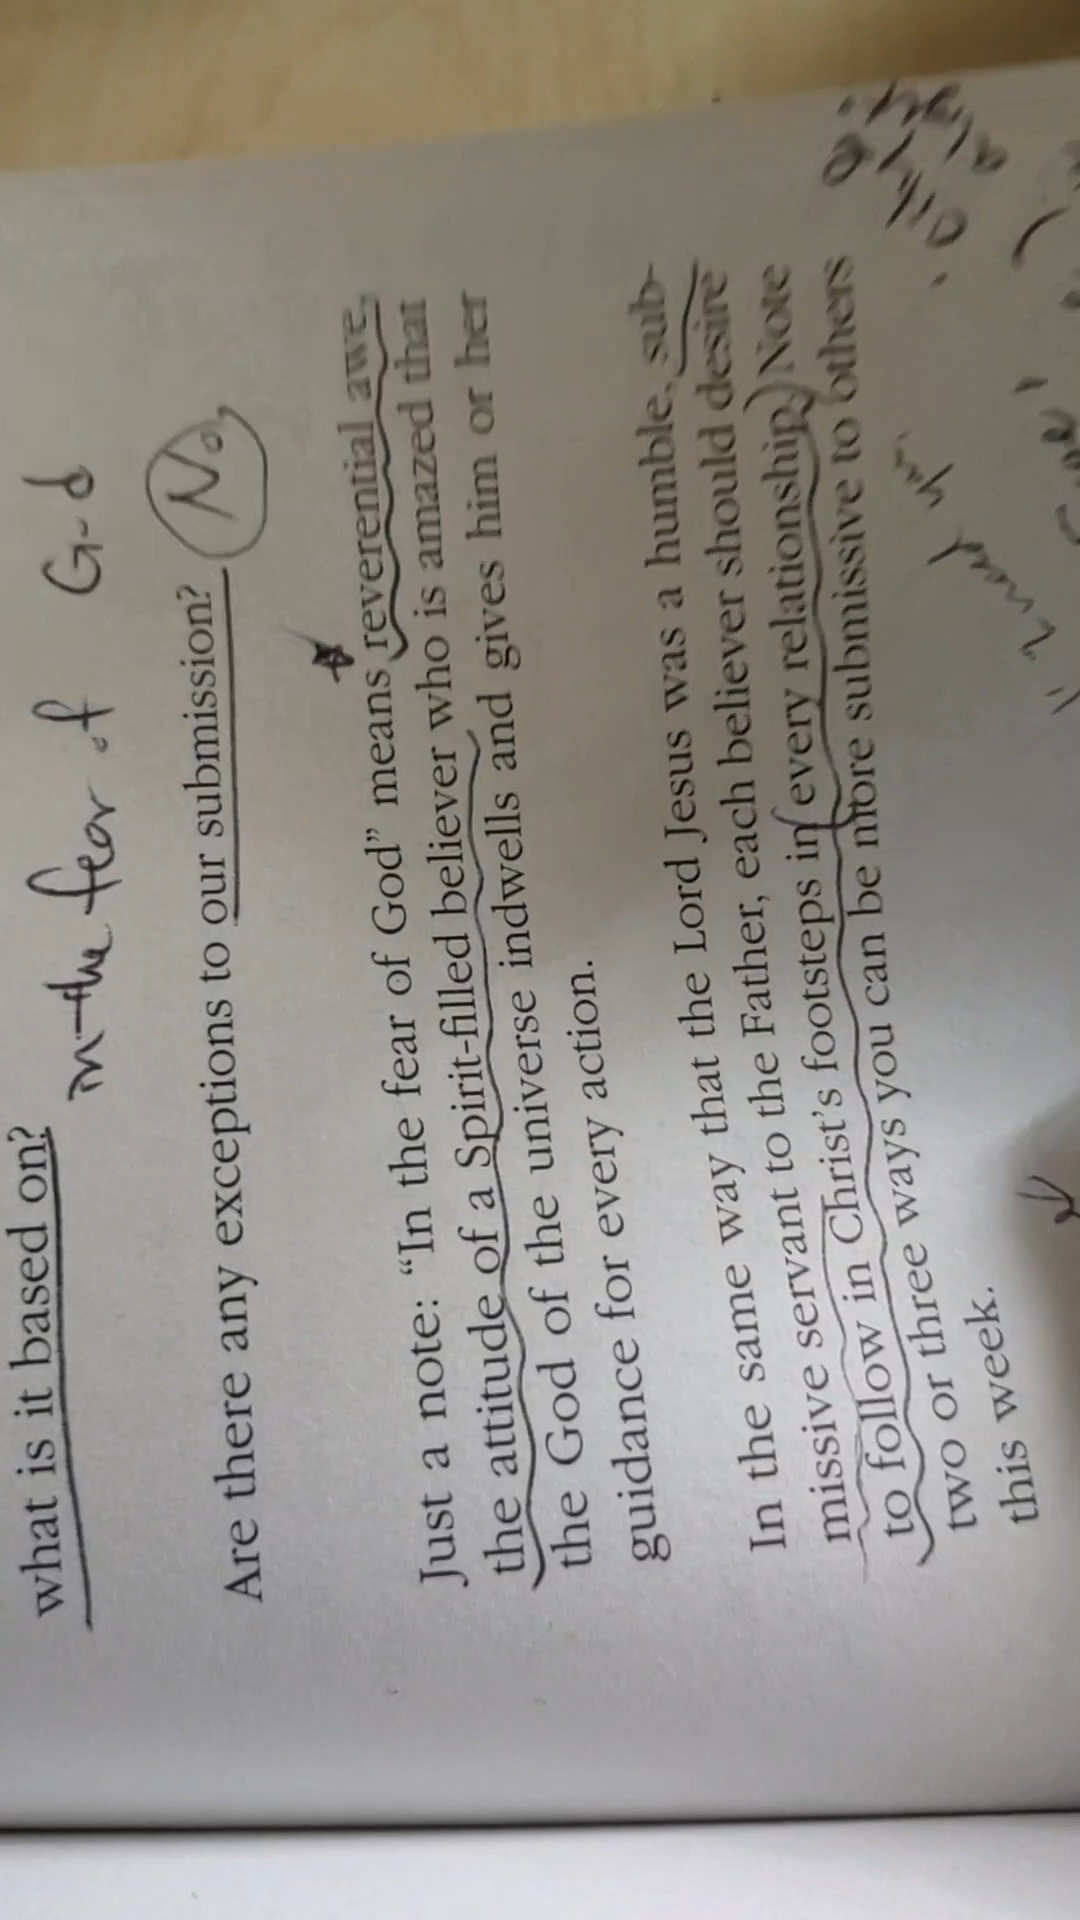 what is it based on?
in the fear of G-d
Are there any exceptions to our submission? No,
Just a note: “In the fear of God” means reverential awe,
the attitude of a Spirit-filled believer who is amazed that
the God of the universe indwells and gives him or her
guidance for every action.
In the same way that the Lord Jesus was a humble, sub-
missive servant to the Father, each believer should desire
to follow in Christ’s footsteps in every relationship. Note
two or three ways you can be more submissive to others
this week.